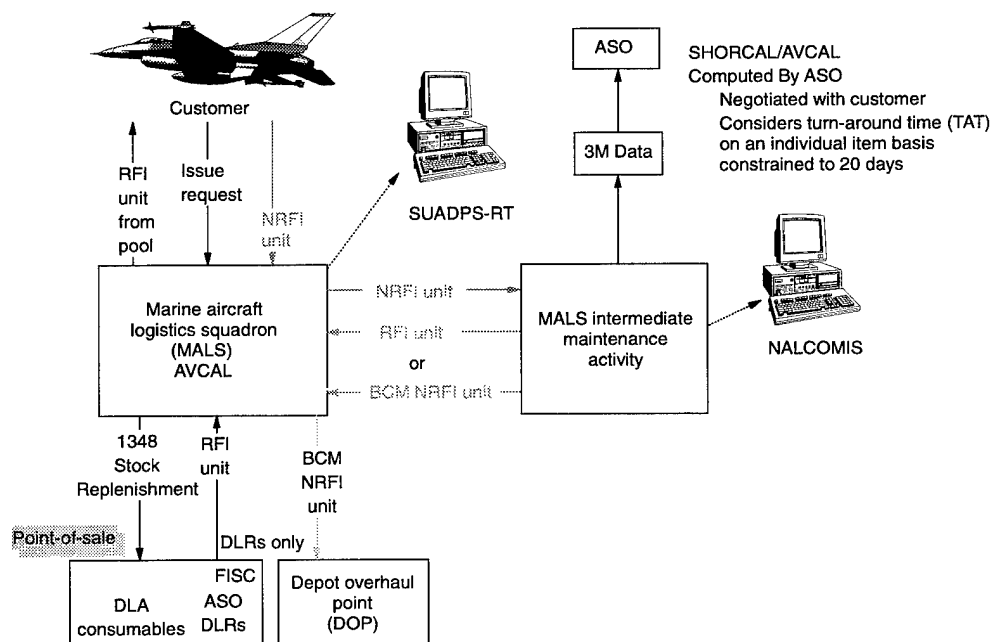 ASO
SHORCAL/AVCAL
Computed By ASO
Negotiated with customer
Considers turn-around time (TAT)
on an individual item basis
constrained to 20 days
3M Data
Customer
RFI
unit
from
pool
Issue
request
NRFI
unit
SUADPS-RT
NALCOMIS
Marine aircraft
logistics squadron
(MALS)
AVCAL
NRFI unit
RFI unit
or
BCM NRFI unit
MALS intermediate
maintenance
activity
1348
Stock
Replenishment
RFI
unit
BCM
NRFI
unit
Point-of-sale
DLRs only
DLA
consumables
FISC
ASO
DLRs
Depot overhaul
point
(DOP)